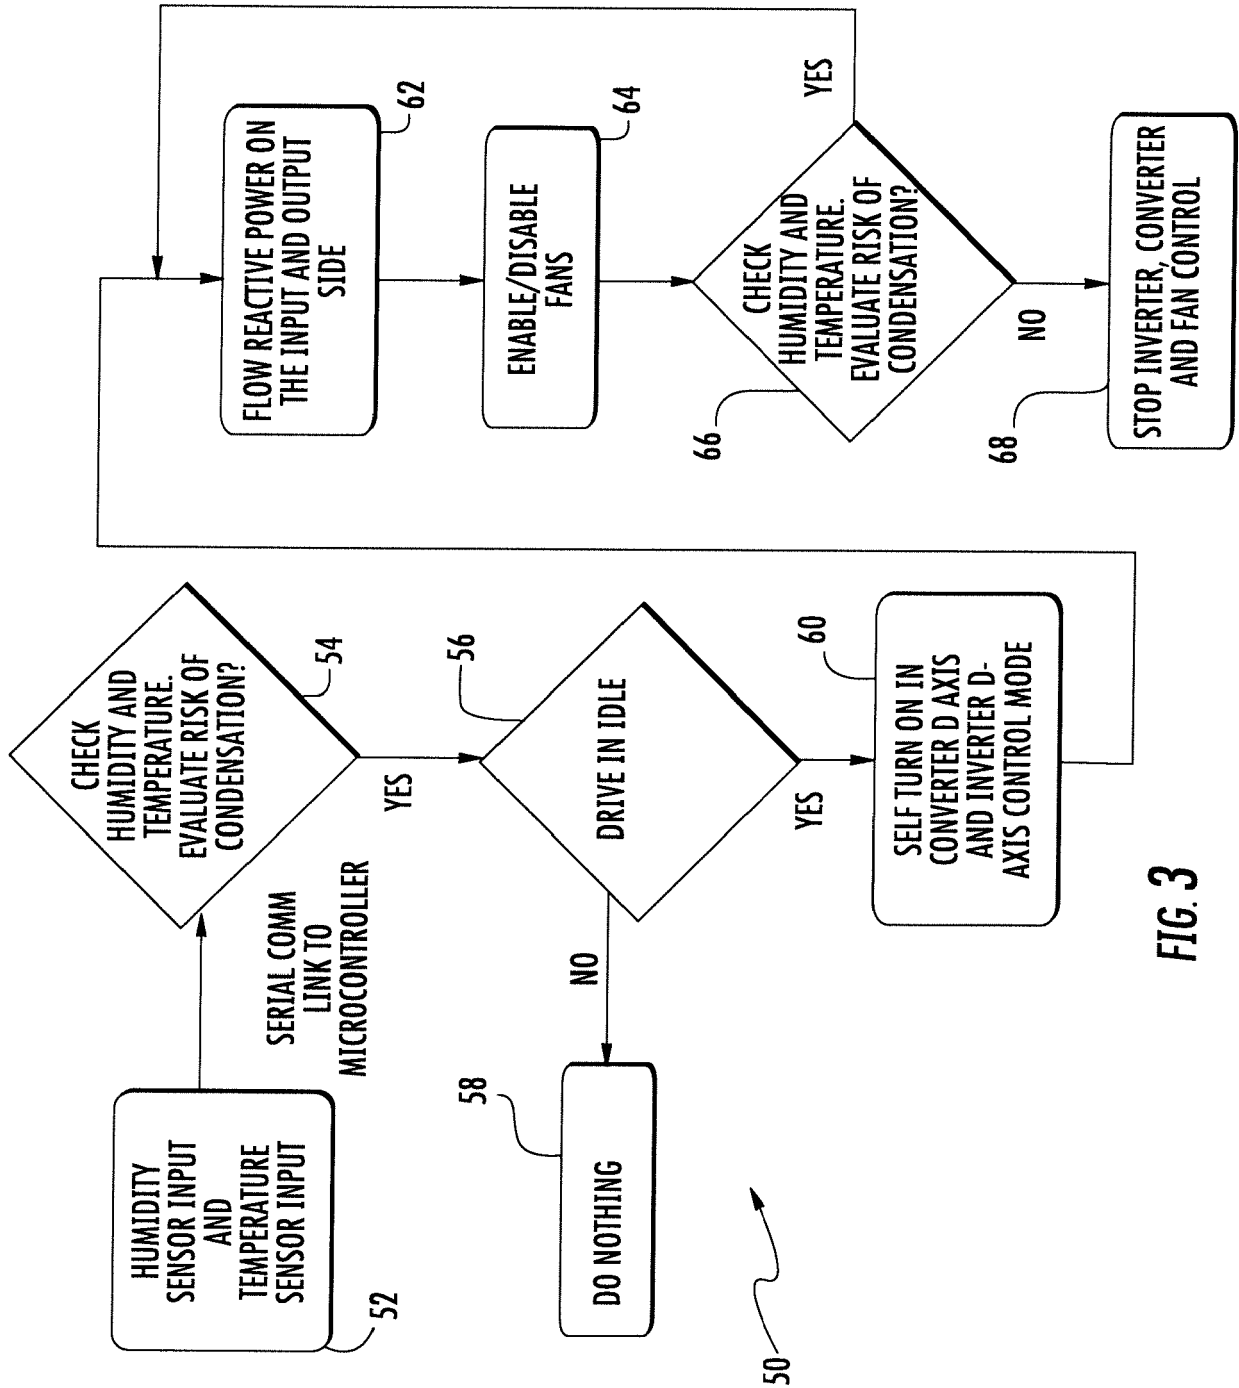 HUMIDITY
SENSOR INPUT
AND
TEMPERATURE
SENSOR INPUT
52
SERIAL COMM
LINK TO
MICROCONTROLLER
CHECK
HUMIDITY AND
TEMPERATURE.
EVALUATE RISK OF
CONDENSATION?
54
YES
DRIVE IN IDLE
56
NO
DO NOTHING
58
YES
SELF TURN ON IN
CONVERTER D AXIS
AND INVERTER D-
AXIS CONTROL MODE
60
FLOW REACTIVE POWER ON
THE INPUT AND OUTPUT
SIDE
62
ENABLE/DISABLE
FANS
64
CHECK
HUMIDITY AND
TEMPERATURE.
EVALUATE RISK OF
CONDENSATION?
66
YES
NO
STOP INVERTER, CONVERTER
AND FAN CONTROL
68
50
FIG. 3